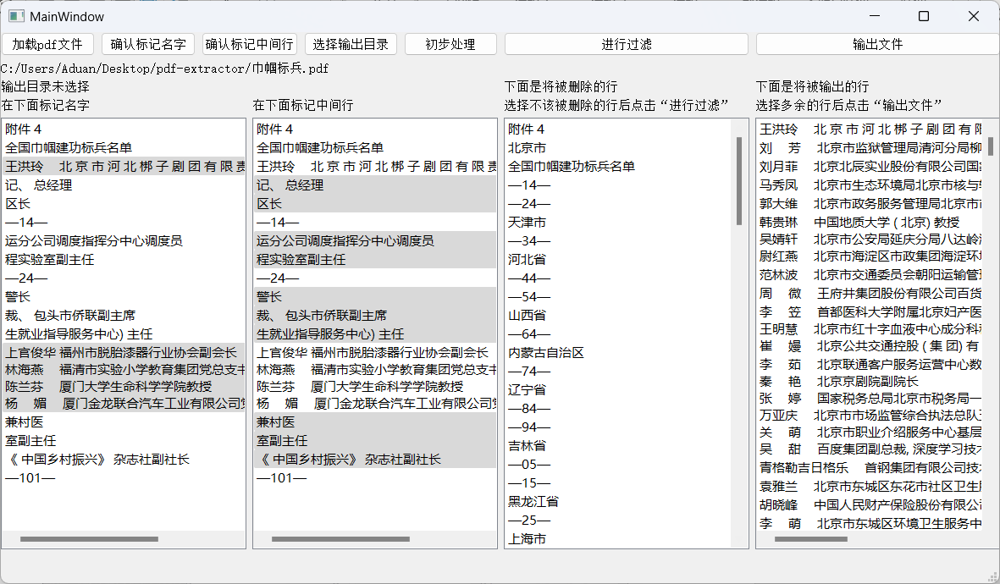 MainWindow
加载pdf文件
确认标记名字
确认标记中间行
选择输出目录
初步处理
进行过滤
输出文件
C:/Users/Aduan/Desktop/pdf-extractor/巾帼标兵.pdf
输出目录未选择
在下面标记名字
附件 4
全国巾帼建功标兵名单
王洪玲 北 京 市 河 北 梆 子 剧 团 有 限 责
记、 总经理
区长
—14—
运分公司调度指挥分中心调度员
程实验室副主任
—24—
警长
裁、 包头市侨联副主席
生就业指导服务中心) 主任
上官俊华 福州市脱胎漆器行业协会副会长
林海燕 福清市实验小学教育集团党总支书
陈兰芬 厦门大学生命科学学院教授
杨 媚 厦门金龙联合汽车工业有限公司党
兼村医
室副主任
《 中国乡村振兴》 杂志社副社长
—101—
在下面标记中间行
附件 4
全国巾帼建功标兵名单
王洪玲 北 京 市 河 北 梆 子 剧 团 有 限 责
记、 总经理
区长
—14—
运分公司调度指挥分中心调度员
程实验室副主任
—24—
警长
裁、 包头市侨联副主席
生就业指导服务中心) 主任
上官俊华 福州市脱胎漆器行业协会副会长
林海燕 福清市实验小学教育集团党总支书
陈兰芬 厦门大学生命科学学院教授
杨 媚 厦门金龙联合汽车工业有限公司党
兼村医
室副主任
《 中国乡村振兴》 杂志社副社长
—101—
下面是将被删除的行
选择不该被删除的行后点击“进行过滤”
附件 4
北京市
全国巾帼建功标兵名单
—14—
—24—
天津市
—34—
河北省
—44—
—54—
山西省
—64—
内蒙古自治区
—74—
辽宁省
—84—
—94—
吉林省
—05—
—15—
黑龙江省
—25—
上海市
下面是将被输出的行
选择多余的行后点击“输出文件”
王洪玲 北 京 市 河 北 梆 子 剧 团 有 限
刘 芳 北京市监狱管理局清河分局柳
刘月菲 北京北辰实业股份有限公司国
马秀凤 北京市生态环境局北京市核与
郭大维 北京市政务服务管理局北京市
韩贵琳 中国地质大学 ( 北京) 教授
吴婧轩 北京市公安局延庆分局八达岭
尉红燕 北京市海淀区市政集团海淀环
范林波 北京市交通委员会朝阳运输管
周 微 王府井集团股份有限公司百货
李 笠 首都医科大学附属北京妇产医
王明慧 北京市红十字血液中心成分科
崔 嫚 北京公共交通控股 ( 集 团) 有
李 茹 北京联通客户服务运营中心数
秦 艳 北京京剧院副院长
张 婷 国家税务总局北京市税务局一
万亚庆 北京市市场监管综合执法总队
关 萌 北京市职业介绍服务中心基层
吴 甜 百度集团副总裁, 深度学习技
青格勒吉日格乐 首钢集团有限公司技
袁雅兰 北京市东城区东花市社区卫生
胡晓峰 中国人民财产保险股份有限公
李 萌 北京市东城区环境卫生服务中